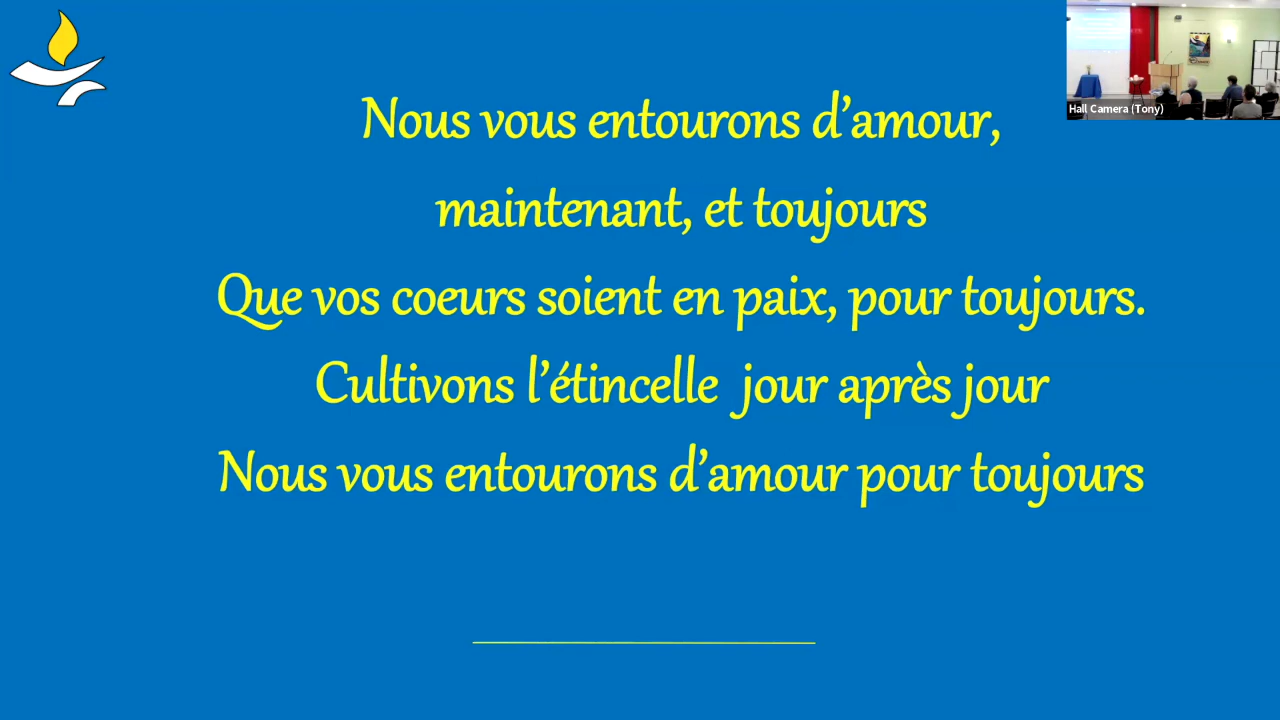 Nous vous entourons d’amour,
maintenant, et toujours
Que vos coeurs soient en paix, pour toujours.
Cultivons l’étincelle jour après jour
Nous vous entourons d’amour pour toujours
Hall Camera (Tony)